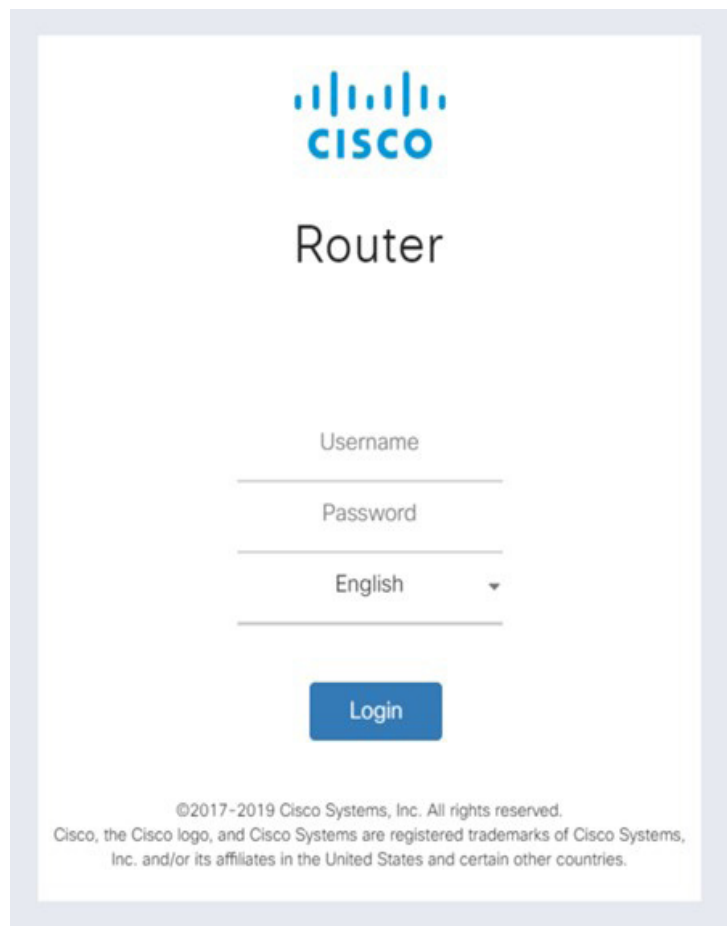 CISCO
Router
Username
Password
English
Login
©2017-2019 Cisco Systems, Inc. All rights reserved.
Cisco, the Cisco logo, and Cisco Systems are registered trademarks of Cisco Systems,
Inc. and/or its affiliates in the United States and certain other countries.